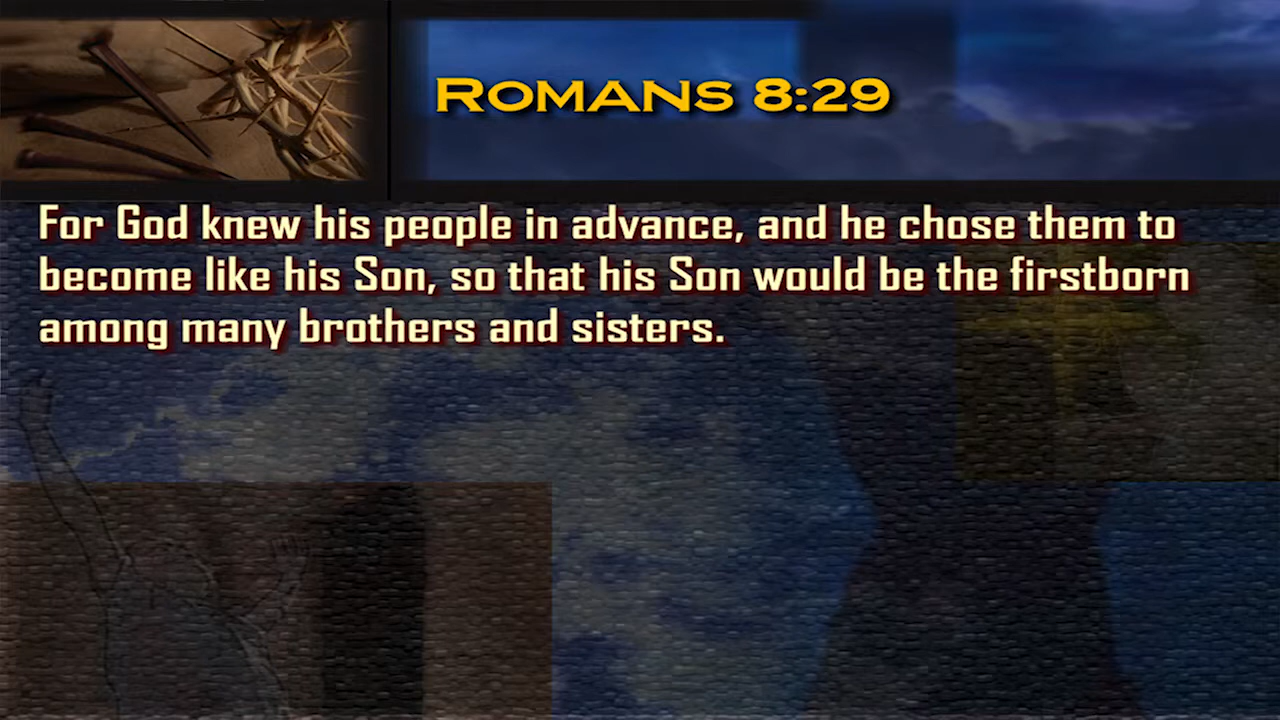 Romans 8:29
For God knew his people in advance, and he chose them to
become like his Son, so that his Son would be the firstborn
among many brothers and sisters.